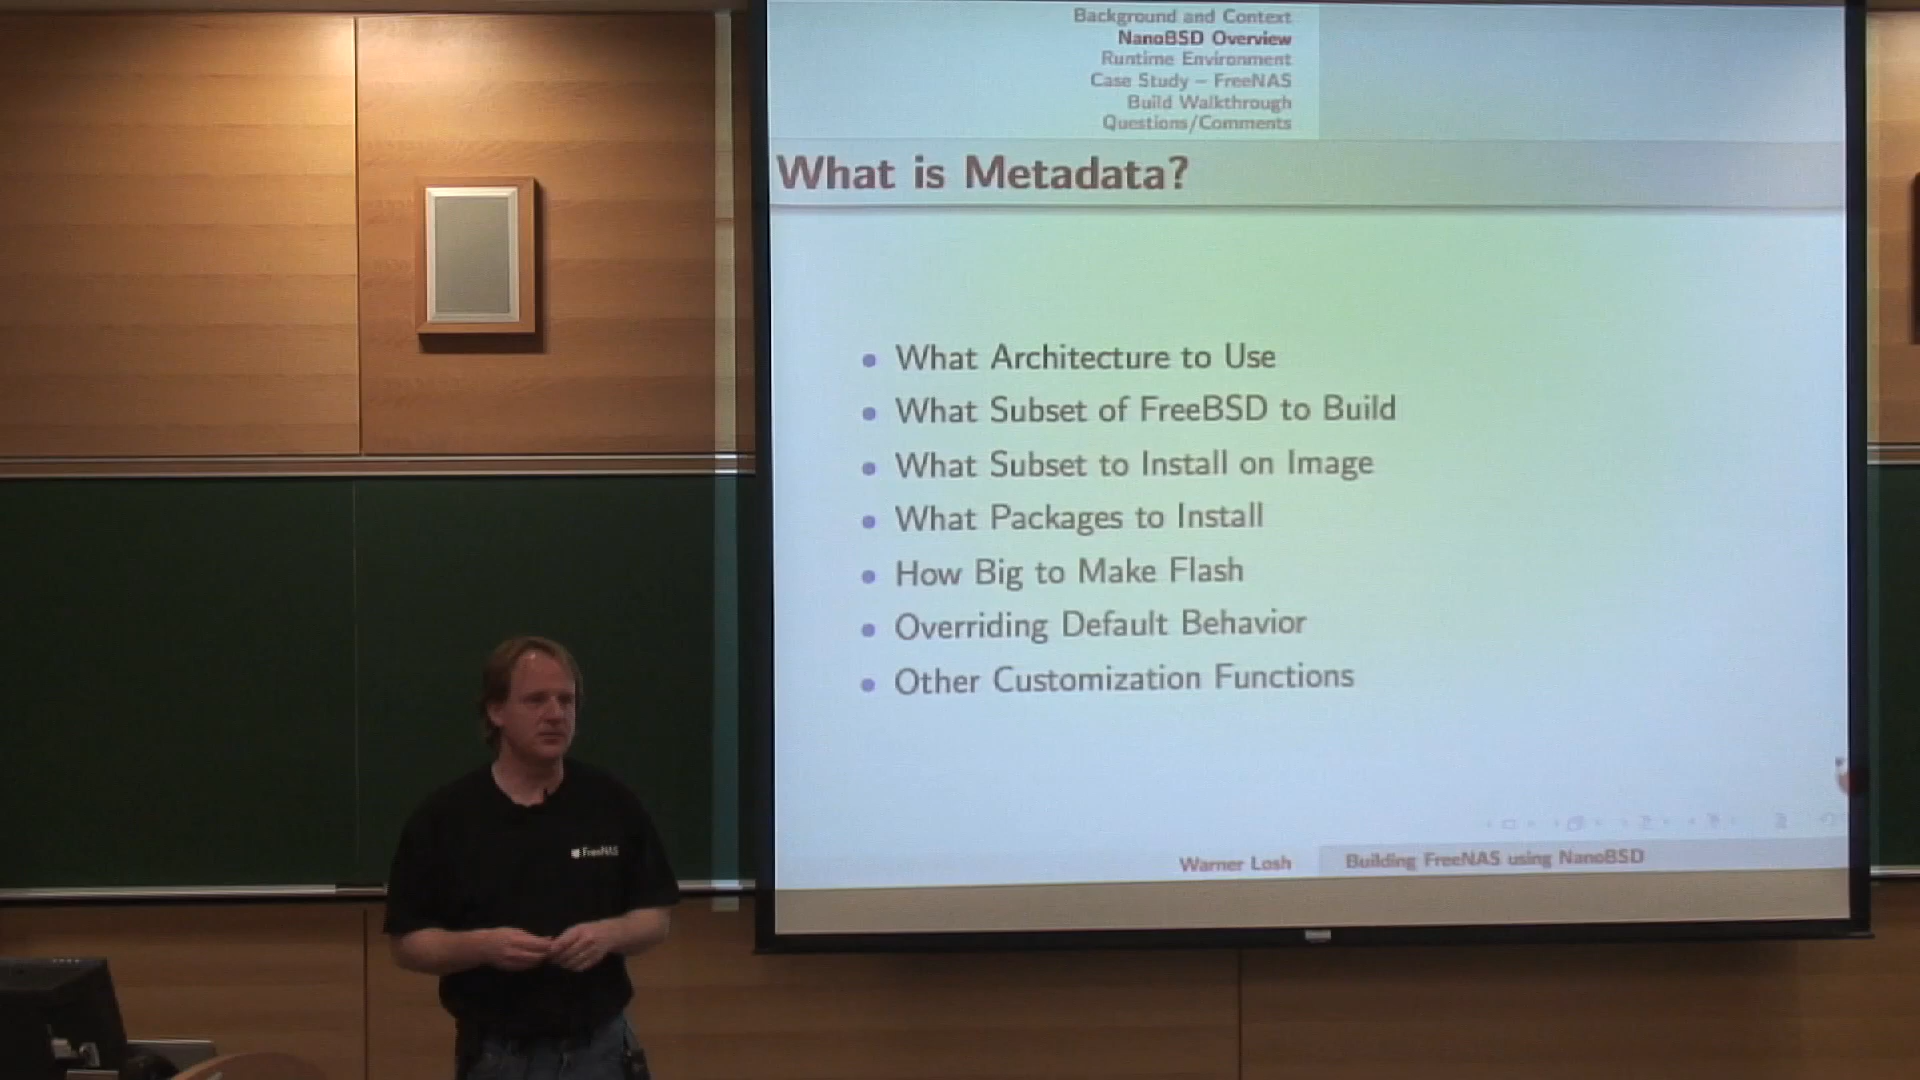 Background and Context
NanoBSD Overview
Runtime Environment
Case Study – FreeNAS
Build Walkthrough
Questions/Comments
What is Metadata?
What Architecture to Use
What Subset of FreeBSD to Build
What Subset to Install on Image
What Packages to Install
How Big to Make Flash
Overriding Default Behavior
Other Customization Functions
Warner Losh
Building FreeNAS using NanoBSD
FreeNAS